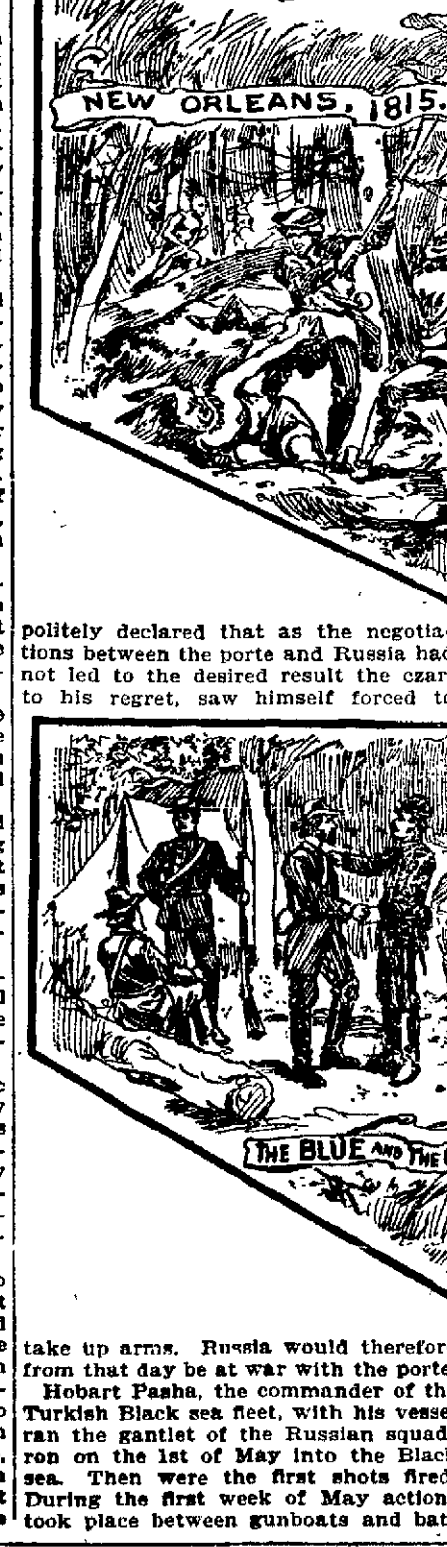 NEW ORLEANS, 1815.
politely declared that as the negotia-
tions between the porte and Russia had
not led to the desired result the czar
to his regret, saw himself forced to
THE BLUE AND THE
take up arms. Russia would therefor
from that day be at war with the porte
Hobart Pasha, the commander of th
Turkish Black sea fleet, with his vesse
ran the gantlet of the Russian squad
ron on the 1st of May into the Blac
sea. Then were the first shots fired
During the first week of May action
took place between gunboats and bat